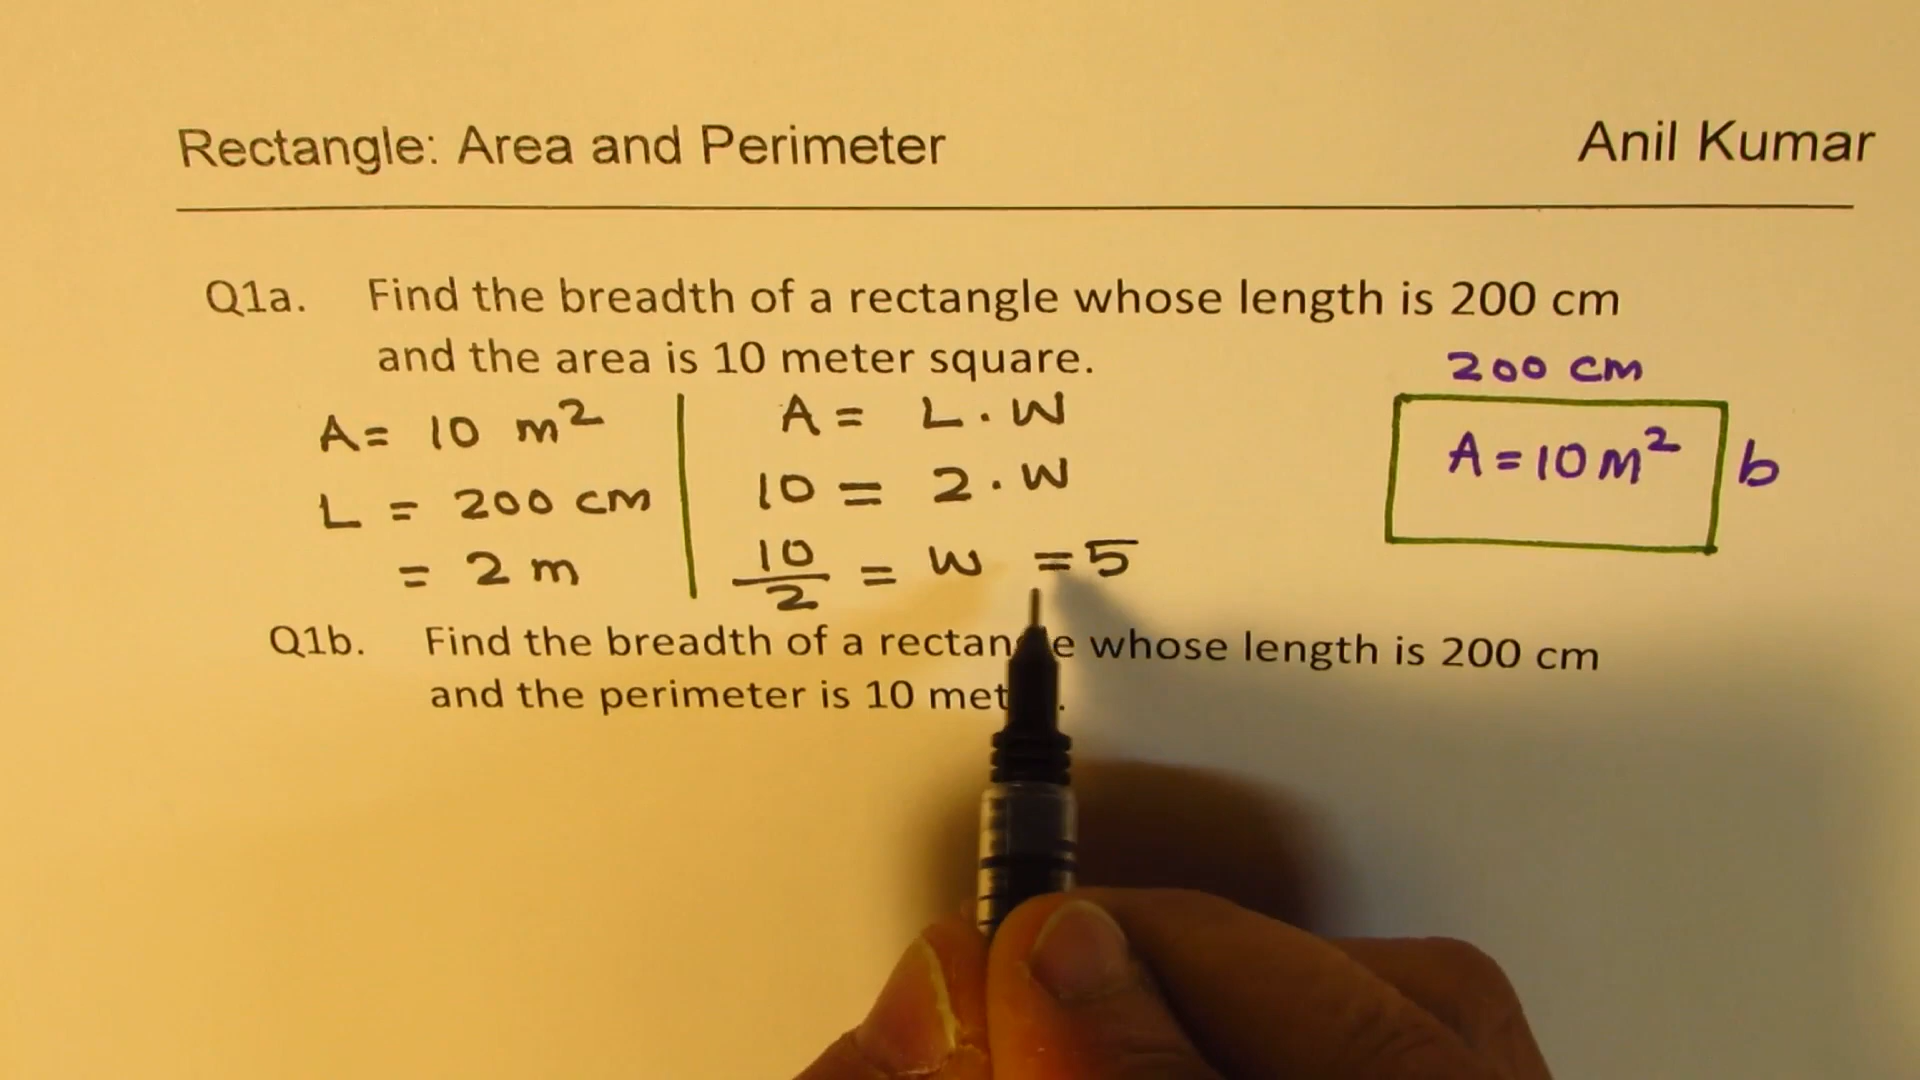 Rectangle: Area and Perimeter
Anil Kumar
Q1a. Find the breadth of a rectangle whose length is 200 cm
and the area is 10 meter square.
A= 10 m²
L = 200 cm
= 2 m
A = L . W
10 = 2 . W
10/2 = W = 5
200 cm
A = 10 m²
b
Q1b. Find the breadth of a whose length is 200 cm
and the perimeter is 10